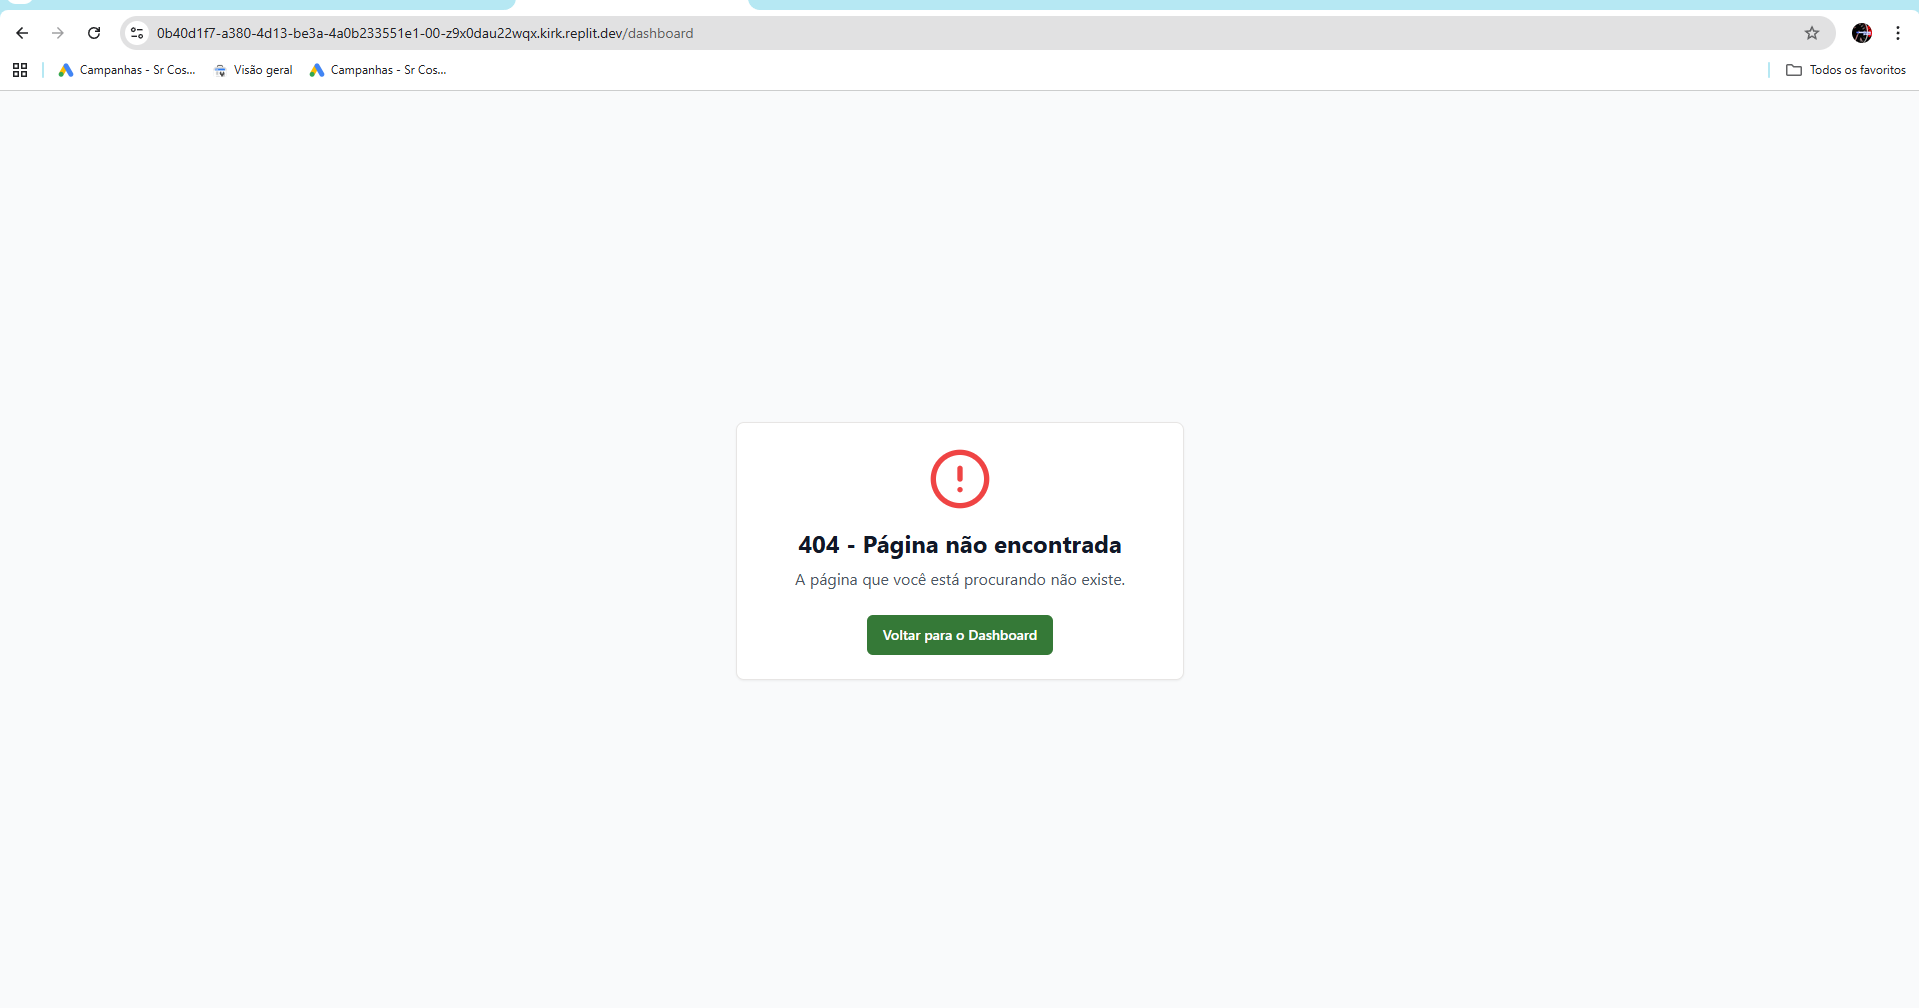 0b40d1f7-a380-4d13-be3a-4a0b233551e1-00-z9x0dau22wqx.kirk.replit.dev/dashboard
Campanhas - Sr Cos... Visão geral Campanhas - Sr Cos... Todos os favoritos
404 - Página não encontrada
A página que você está procurando não existe.
Voltar para o Dashboard